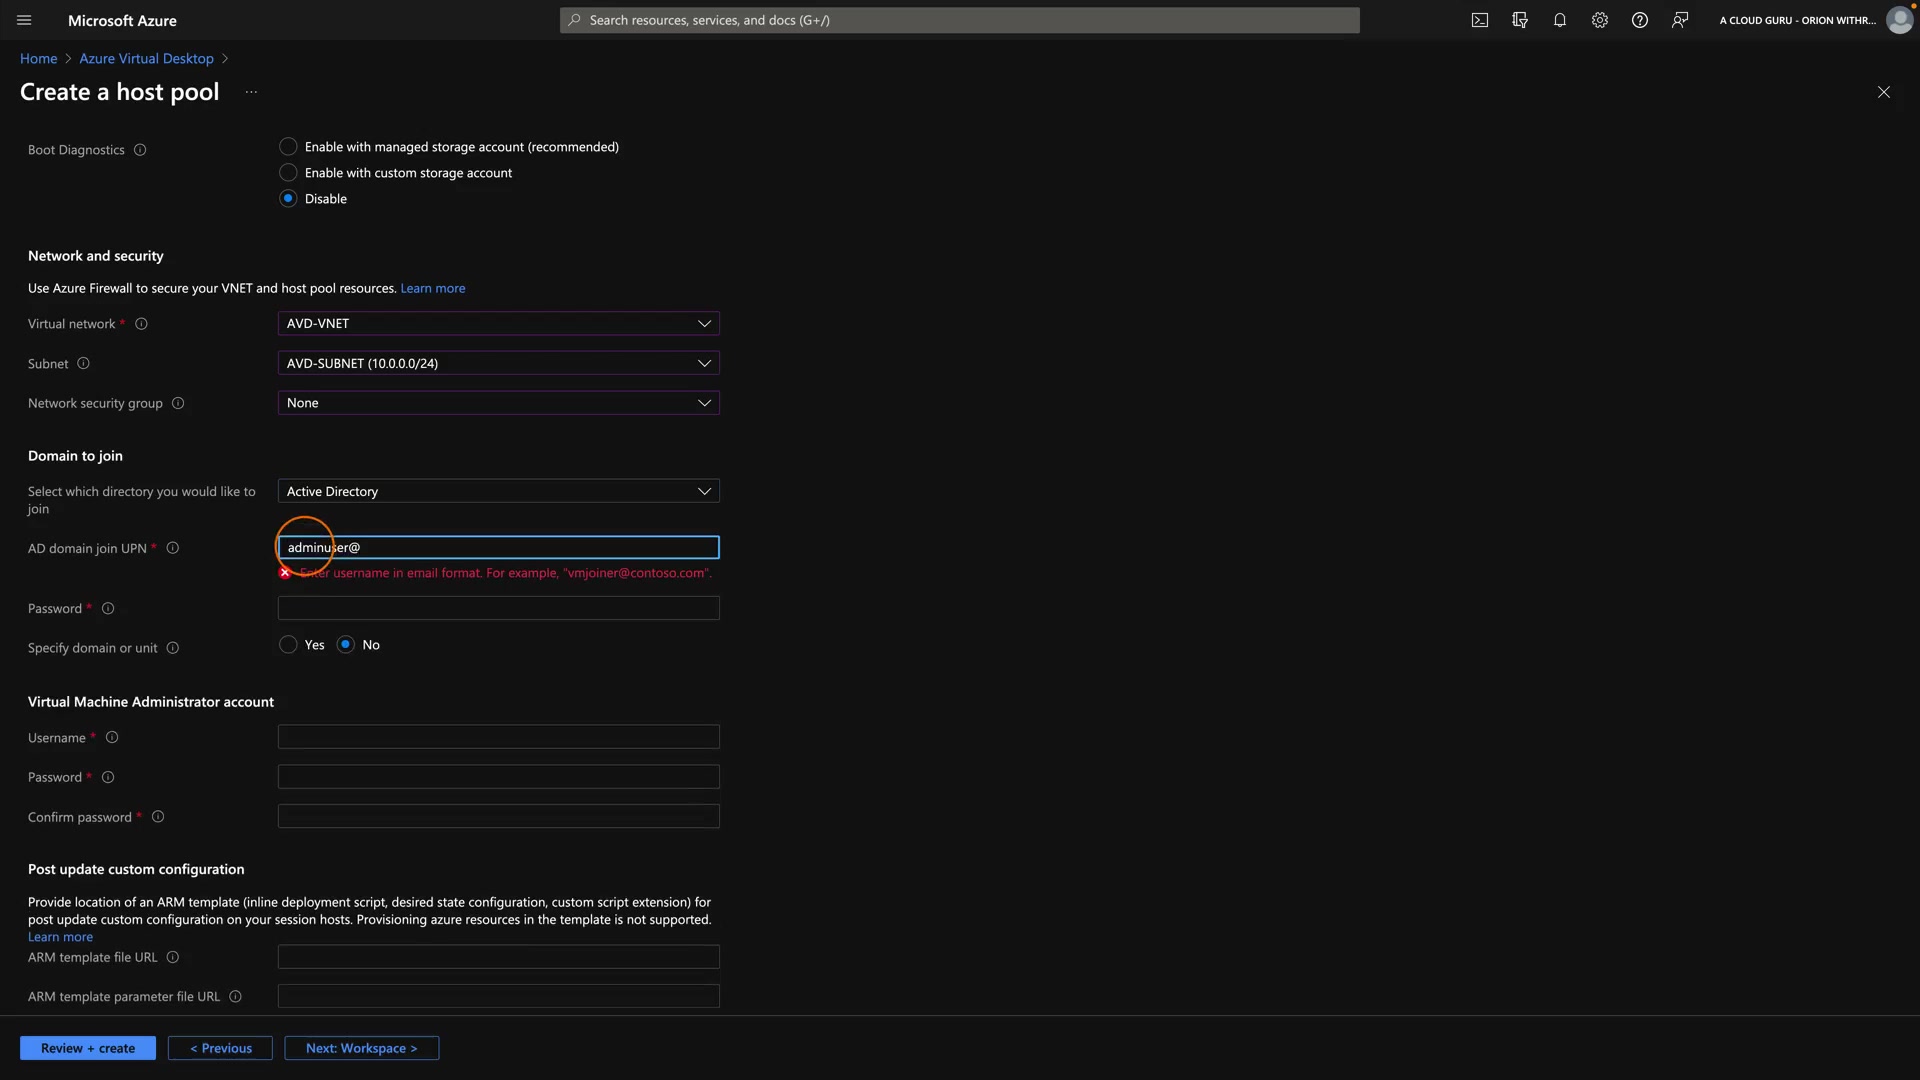 Microsoft Azure
Search resources, services, and docs (G+/)
A CLOUD GURU - ORION WITHR...
Home > Azure Virtual Desktop >
Create a host pool ...
Boot Diagnostics
Enable with managed storage account (recommended)
Enable with custom storage account
Disable
Network and security
Use Azure Firewall to secure your VNET and host pool resources. Learn more
Virtual network *
AVD-VNET
Subnet
AVD-SUBNET (10.0.0.0/24)
Network security group
None
Domain to join
Select which directory you would like to
join
Active Directory
AD domain join UPN *
adminuser@
Enter username in email format. For example, "vmjoiner@contoso.com".
Password *
Specify domain or unit
Yes No
Virtual Machine Administrator account
Username *
Password *
Confirm password *
Post update custom configuration
Provide location of an ARM template (inline deployment script, desired state configuration, custom script extension) for
post update custom configuration on your session hosts. Provisioning azure resources in the template is not supported.
Learn more
ARM template file URL
ARM template parameter file URL
Review + create
< Previous
Next: Workspace >